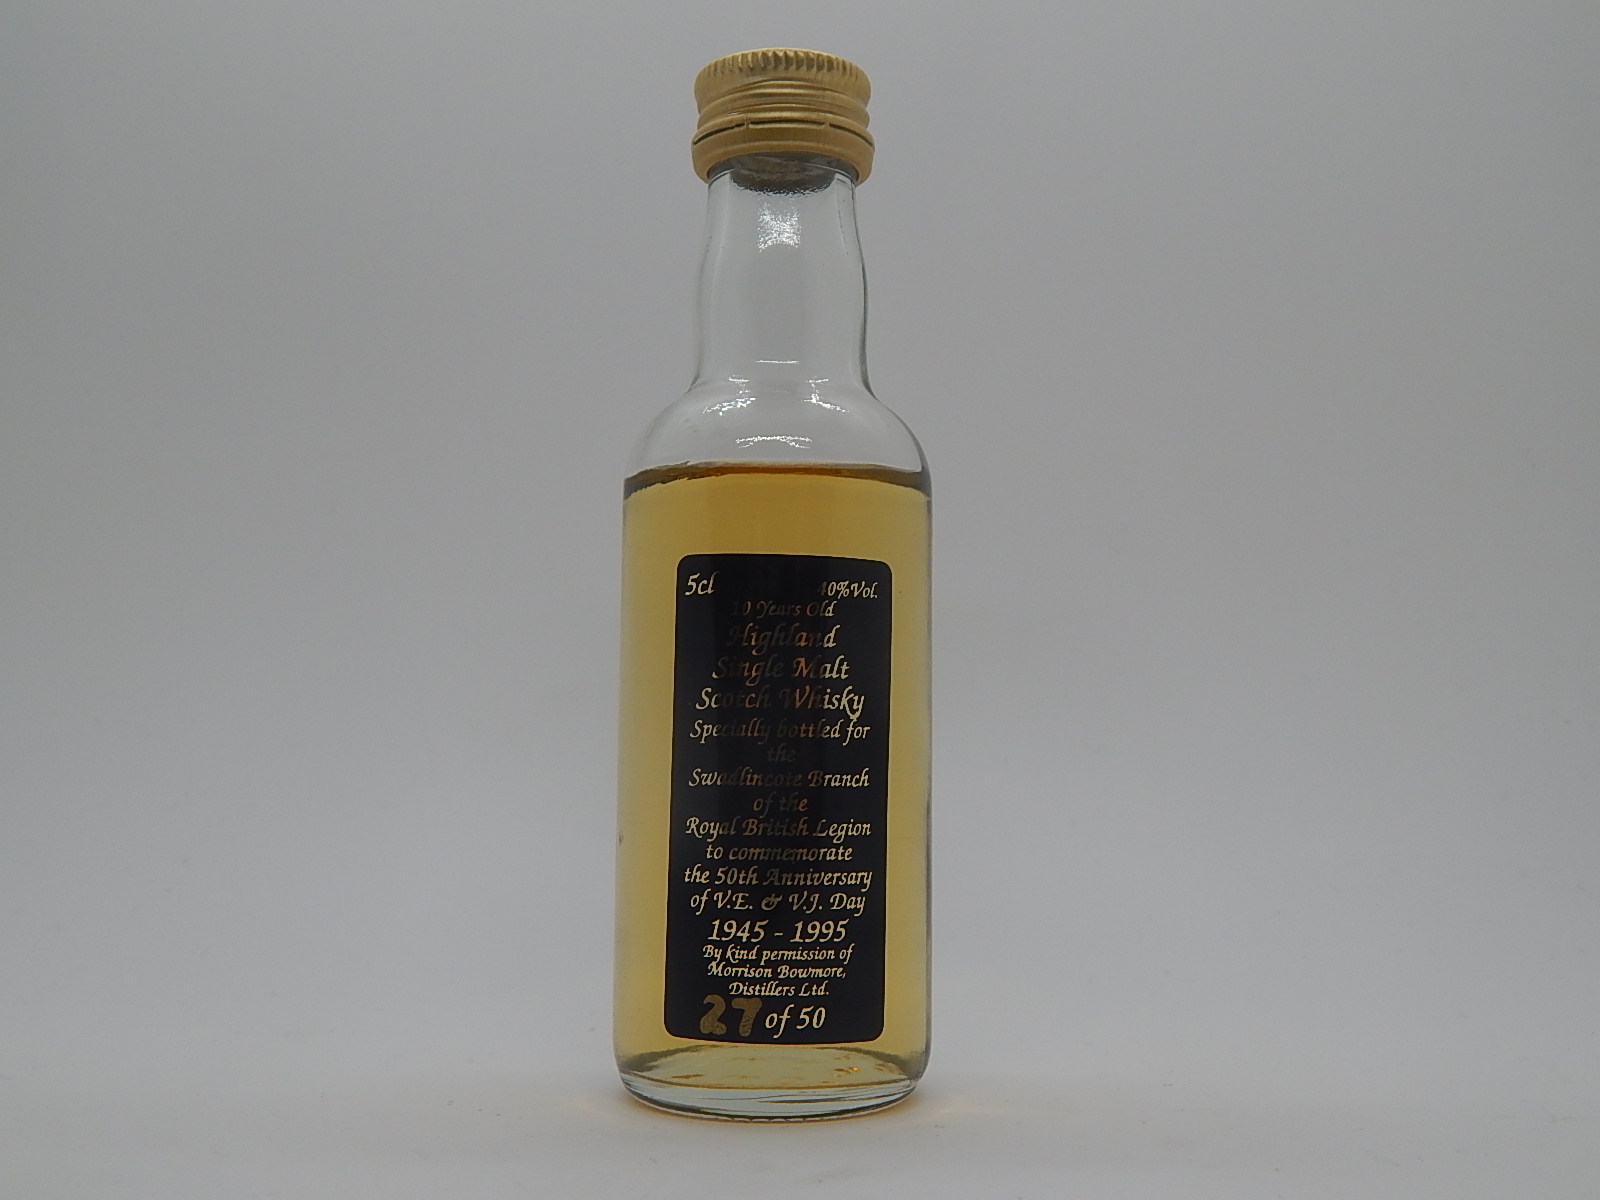 5cl 40%Vol.
10 Years Old
Highland
Single Malt
Scotch Whisky
Specially bottled for
the
Swadlincote Branch
of the
Royal British Legion
to commemorate
the 50th Anniversary
of V.E. & V.J. Day
1945 - 1995
By kind permission of
Morrison Bowmore,
Distillers Ltd.
27 of 50